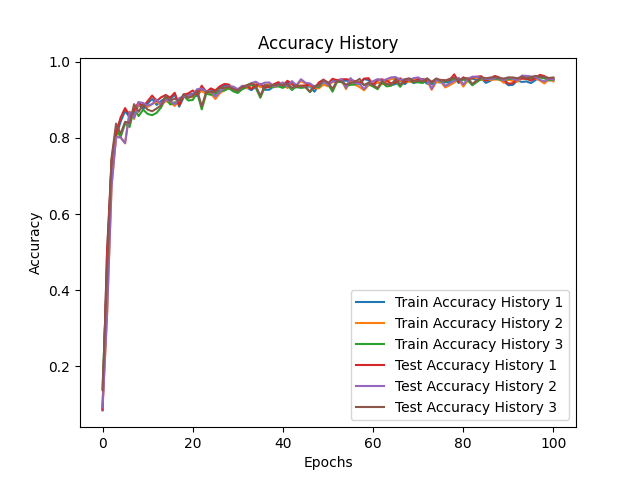 Accuracy History
1.0
0.8
0.6
0.4
0.2
Accuracy
0 20 40 60 80 100
Epochs
Train Accuracy History 1
Train Accuracy History 2
Train Accuracy History 3
Test Accuracy History 1
Test Accuracy History 2
Test Accuracy History 3